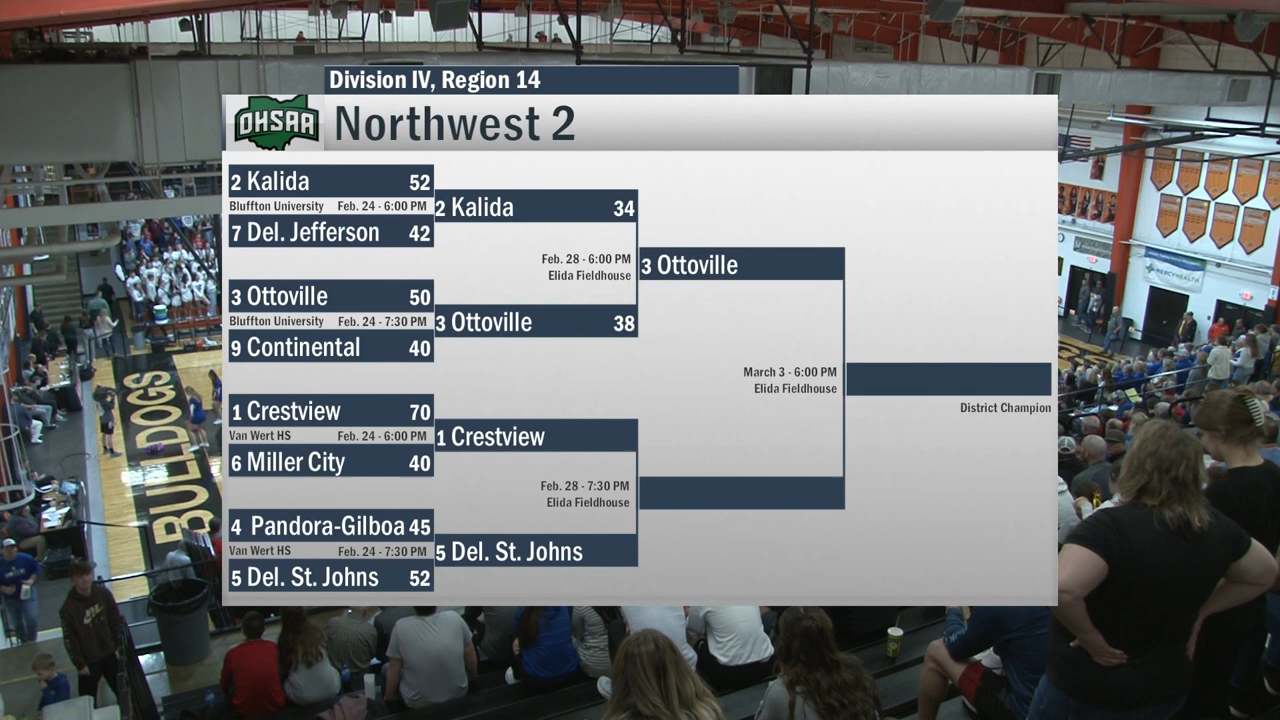 Division IV, Region 14
OHSAA
Northwest 2
2 Kalida 52
Bluffton University Feb. 24 - 6:00 PM
7 Del. Jefferson 42
3 Ottoville 50
Bluffton University Feb. 24 - 7:30 PM
9 Continental 40
1 Crestview 70
Van Wert HS Feb. 24 - 6:00 PM
6 Miller City 40
4 Pandora-Gilboa 45
Van Wert HS Feb. 24 - 7:30 PM
5 Del. St. Johns 52
2 Kalida 34
Feb. 28 - 6:00 PM
Elida Fieldhouse
3 Ottoville 38
1 Crestview
Feb. 28 - 7:30 PM
Elida Fieldhouse
5 Del. St. Johns
3 Ottoville
March 3 - 6:00 PM
Elida Fieldhouse
District Champion
BULLDOGS
MERCYHEALTH